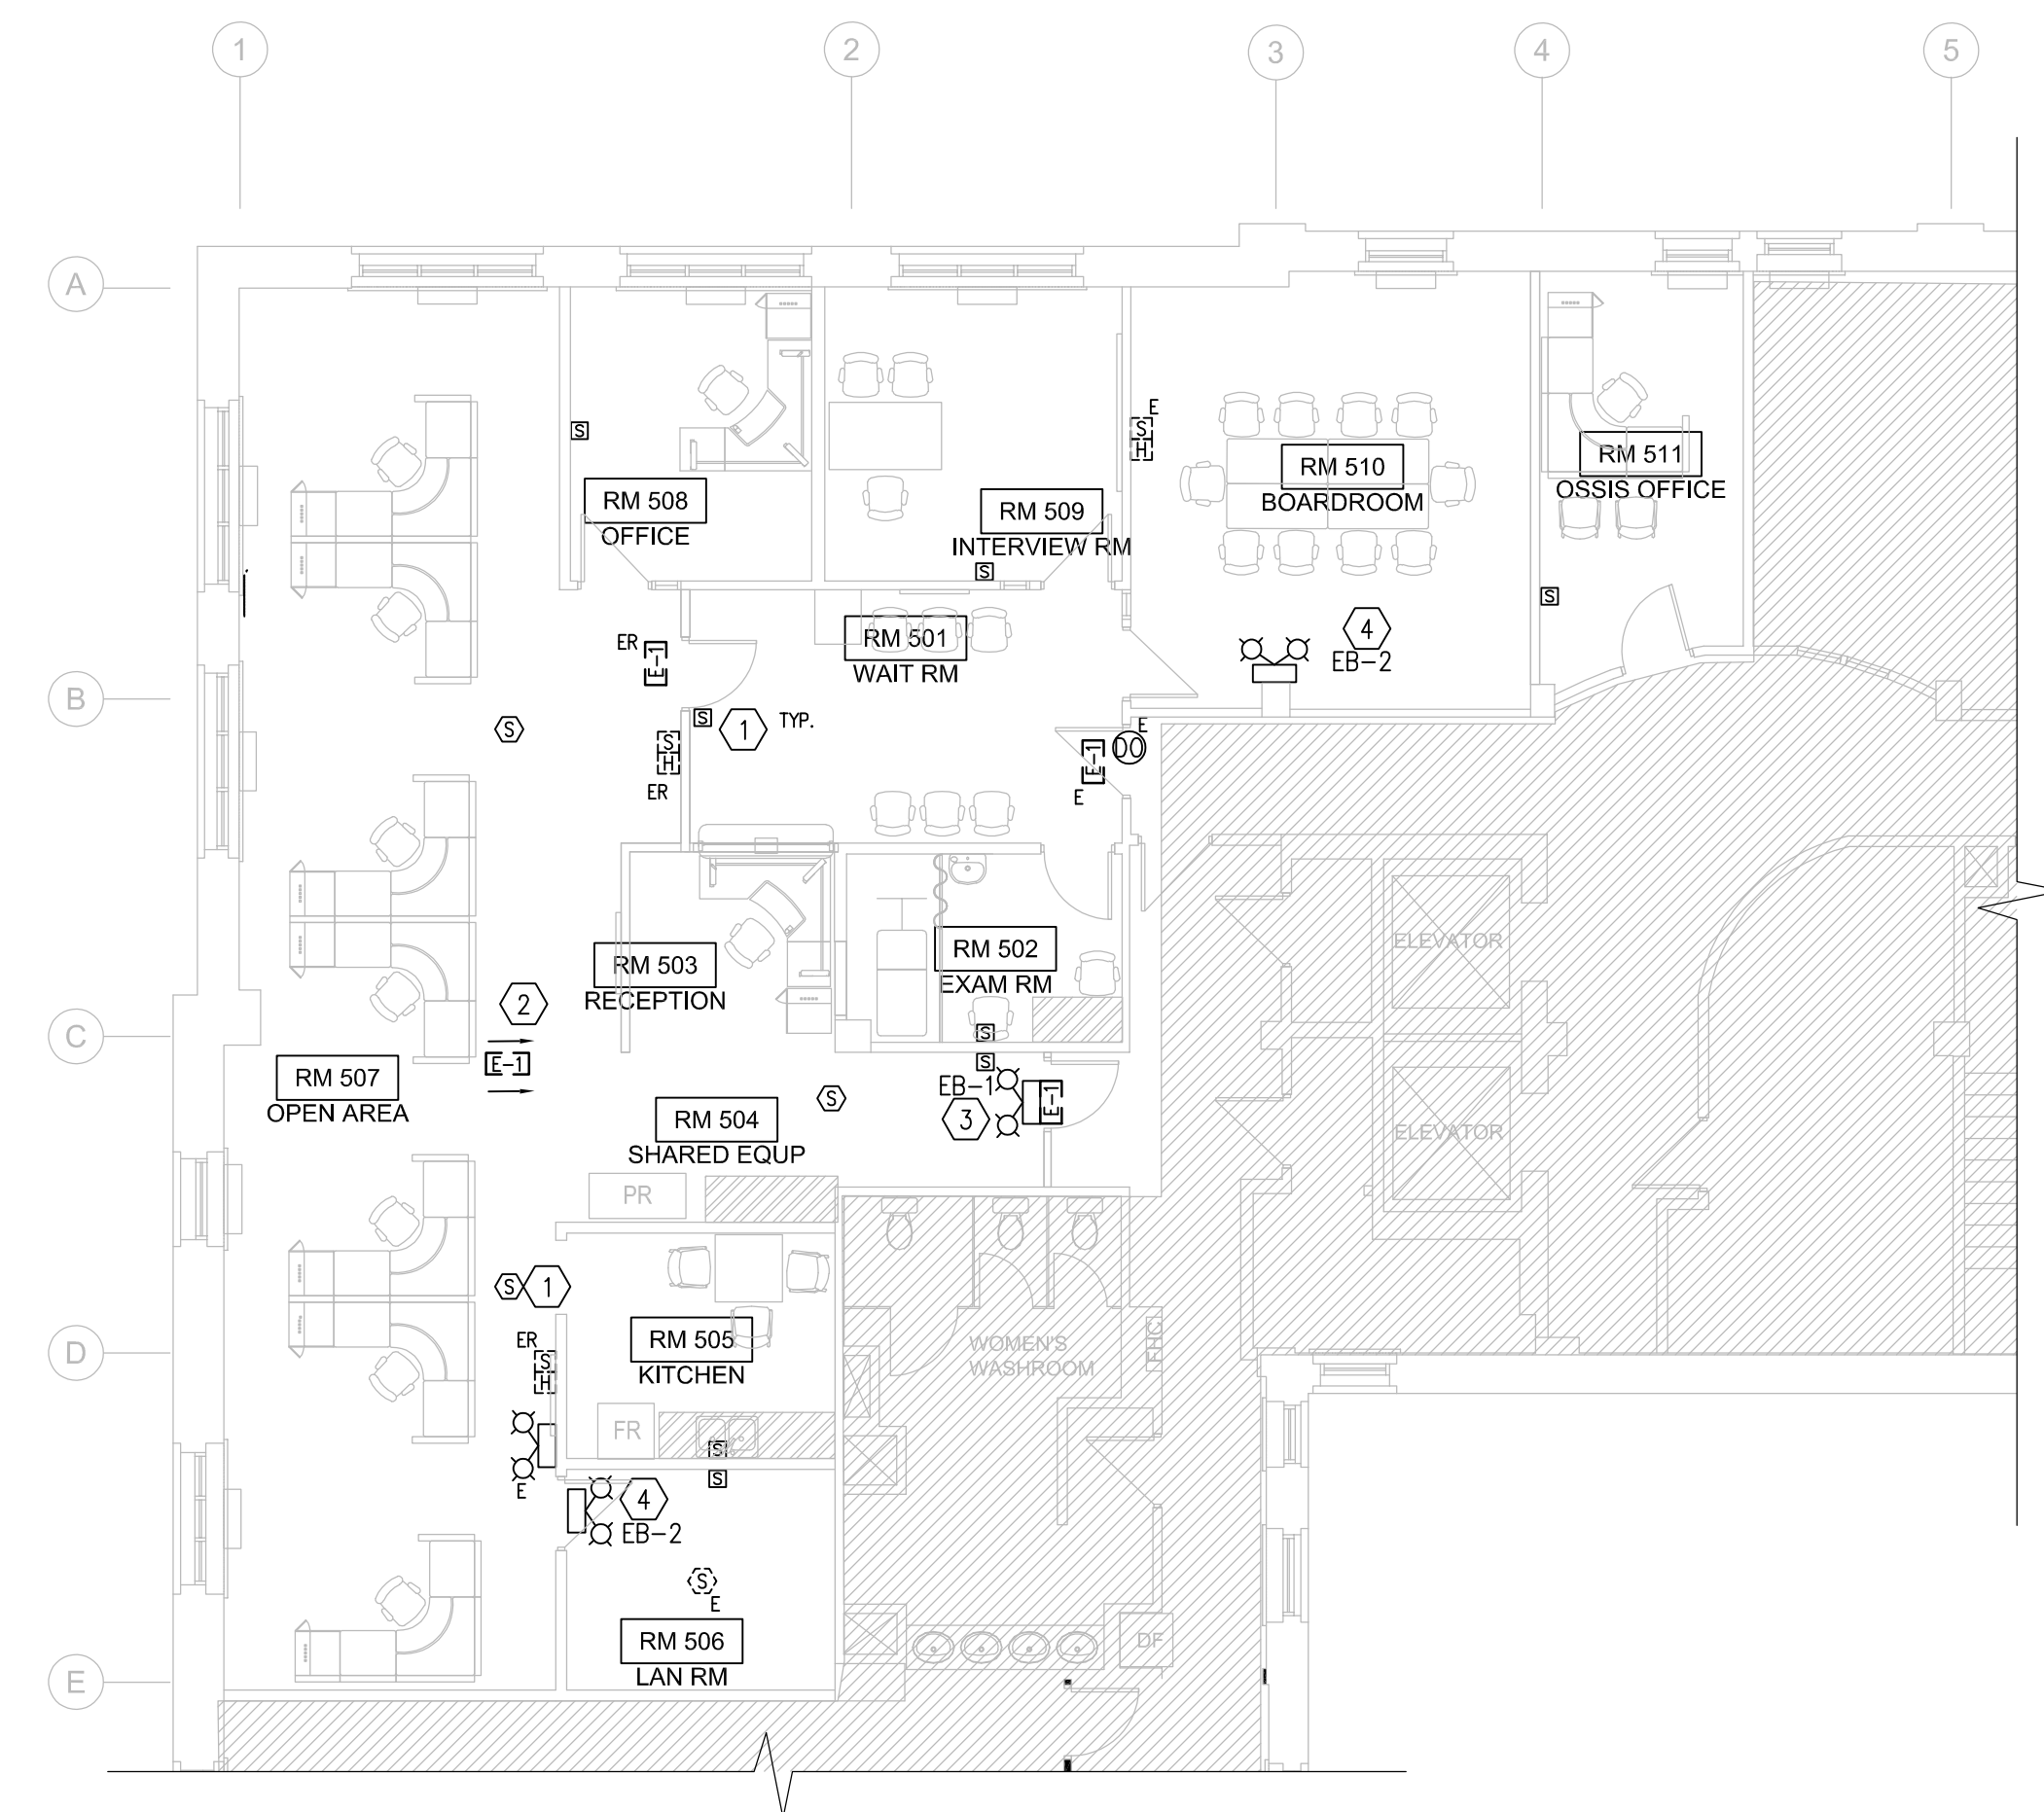 1
2
3
4
5
A
E
S
S
H
RM 510
BOARDROOM
RM 511
OSSIS OFFICE
S
RM 508
OFFICE
RM 509
INTERVIEW RM
S
S
4
EB-2
ER
E-1
RM 501
WAIT RM
B
S
S
1
TYP.
S
H
ER
E
DO
E-1
E
ELEVATOR
RM 503
RECEPTION
RM 502
EXAM RM
2
C
S
S
E-1
RM 507
OPEN AREA
EB-1
E-1
3
S
RM 504
SHARED EQUP
ELEVATOR
PR
S
1
D
ER
S
H
RM 505
KITCHEN
WOMEN'S
WASHROOM
FHC
FR
S
S
E
4
EB-2
S
E
RM 506
LAN RM
DF
E